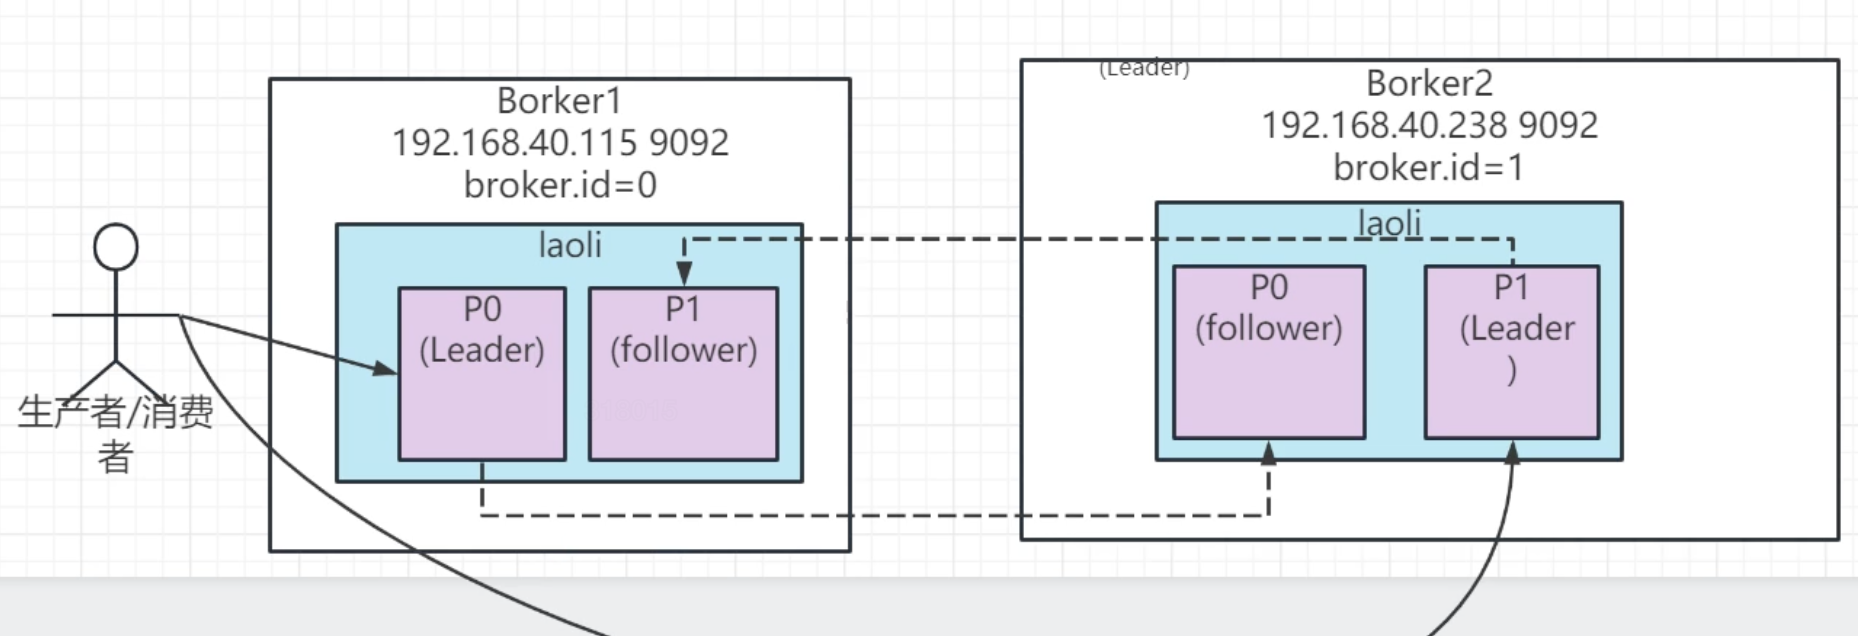 Borker1
192.168.40.115 9092
broker.id=0
laoli
P0
(Leader)
P1
(follower)
生产者/消费
者
(Leader)
Borker2
192.168.40.238 9092
broker.id=1
laoli
P0
(follower)
P1
(Leader
)